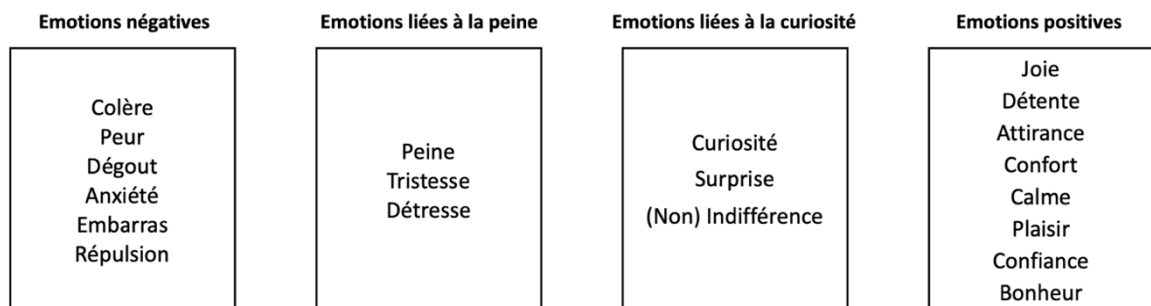 Emotions négatives
Colère
Peur
Dégout
Anxiété
Embarras
Répulsion
Emotions liées à la peine
Peine
Tristesse
Détresse
Emotions liées à la curiosité
Curiosité
Surprise
(Non) Indifférence
Emotions positives
Joie
Détente
Attirance
Confort
Calme
Plaisir
Confiance
Bonheur